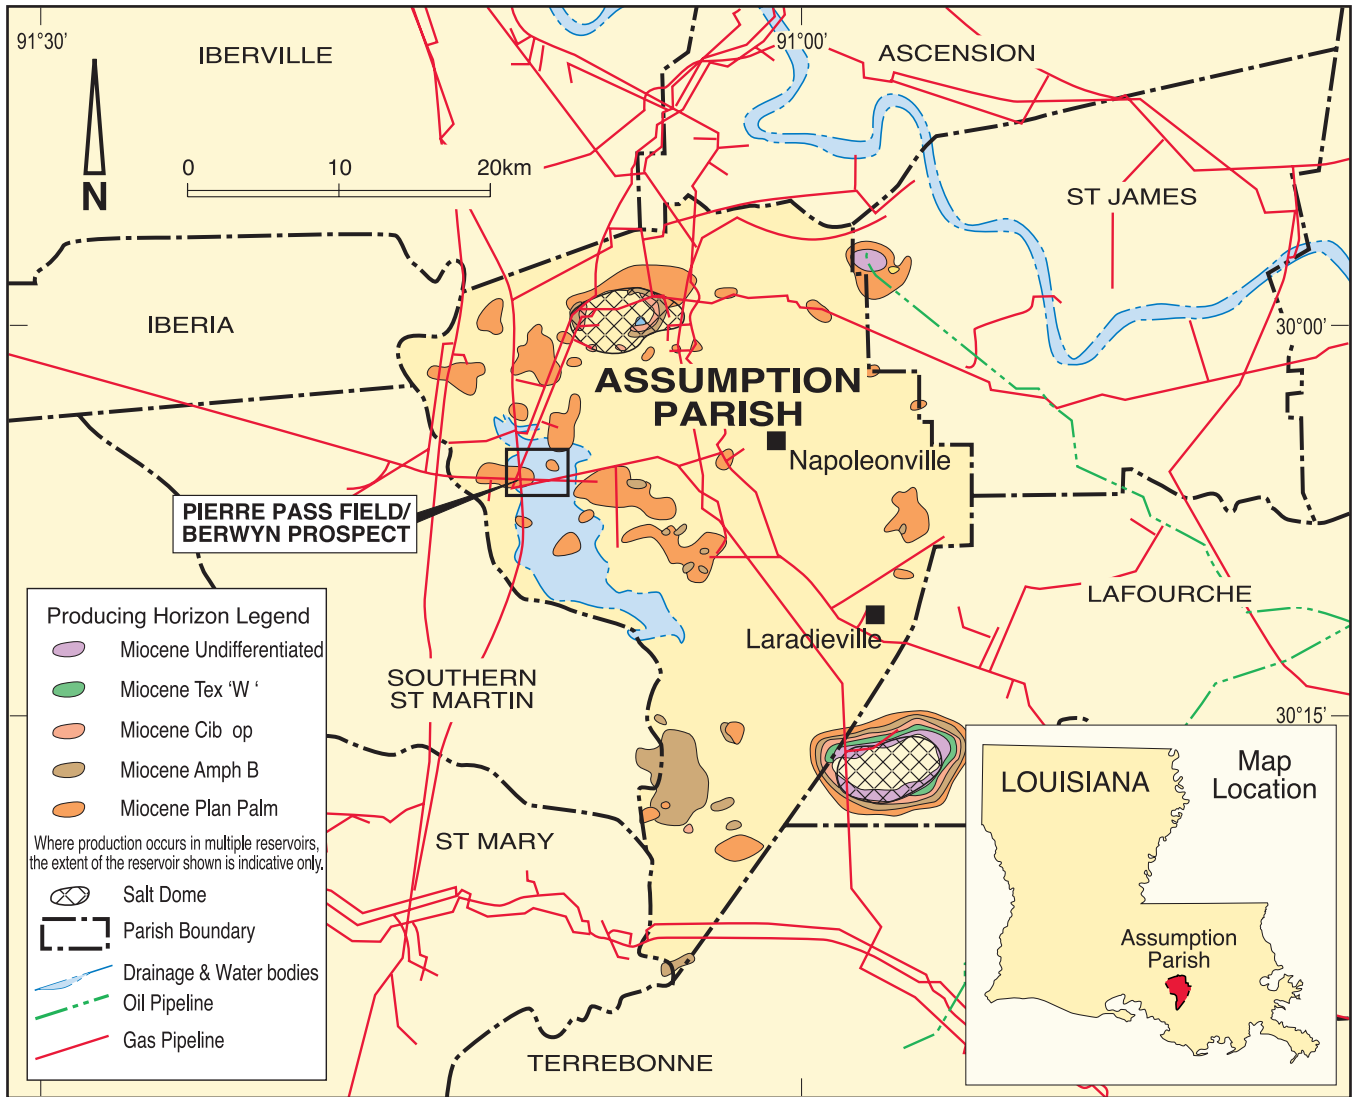 91°30'
91°00'
IBERVILLE
ASCENSION
N
0 10 20km
ST JAMES
IBERIA
30°00'
ASSUMPTION
PARISH
Napoleonville
PIERRE PASS FIELD/
BERWYN PROSPECT
LAFOURCHE
Laradieville
SOUTHERN
ST MARTIN
30°15'
ST MARY
TERREBONNE
Producing Horizon Legend
Miocene Undifferentiated
Miocene Tex ‘W ‘
Miocene Cib op
Miocene Amph B
Miocene Plan Palm
Where production occurs in multiple reservoirs,
the extent of the reservoir shown is indicative only.
Salt Dome
Parish Boundary
Drainage & Water bodies
Oil Pipeline
Gas Pipeline
LOUISIANA
Map
Location
Assumption
Parish